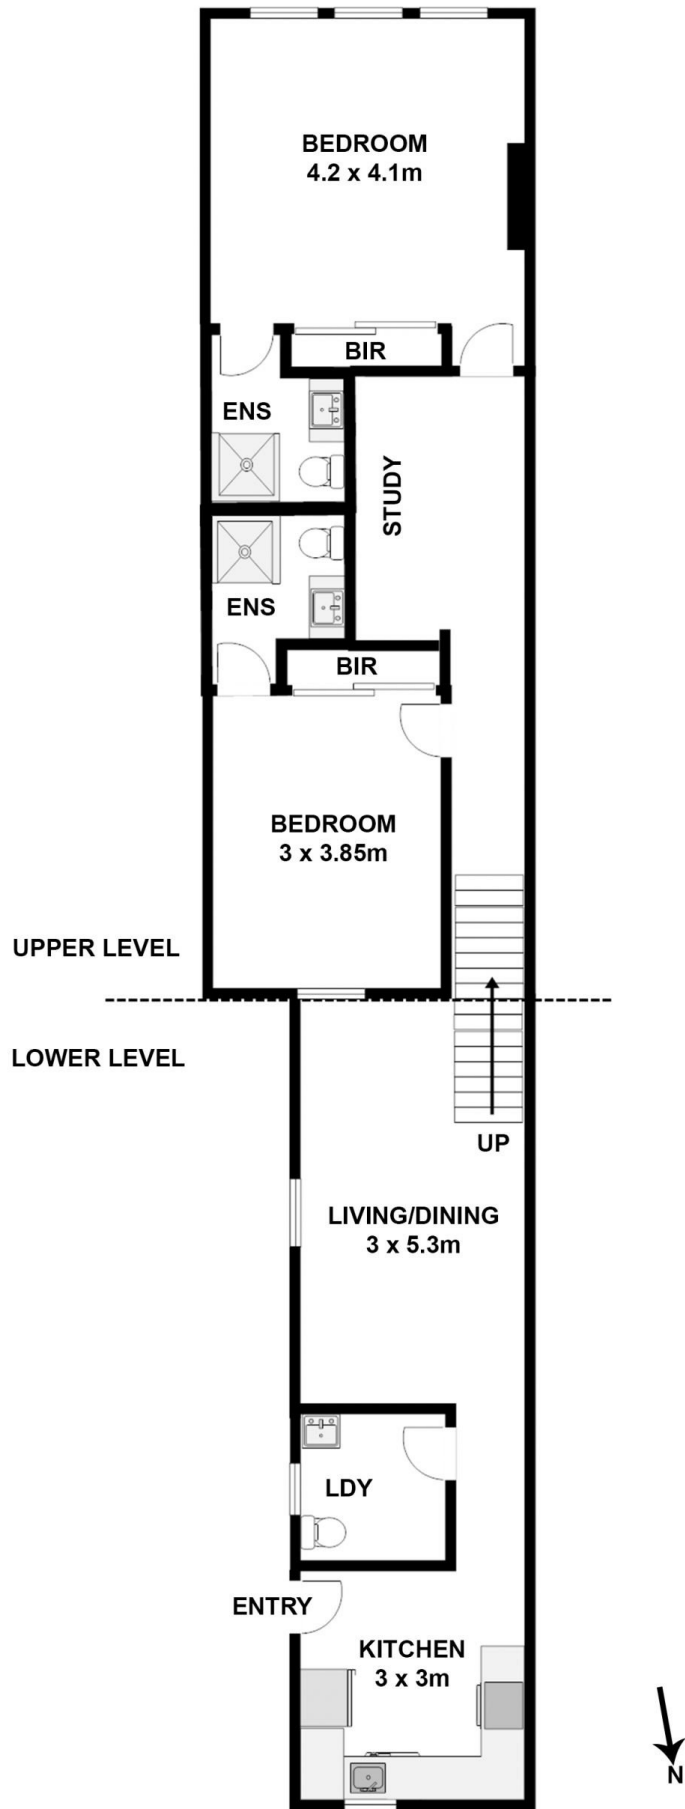 BEDROOM
4.2 x 4.1m
BIR
ENS
STUDY
ENS
BIR
BEDROOM
3 x 3.85m
UPPER LEVEL
LOWER LEVEL
UP
LIVING/DINING
3 x 5.3m
LDY
ENTRY
KITCHEN
3 x 3m
N